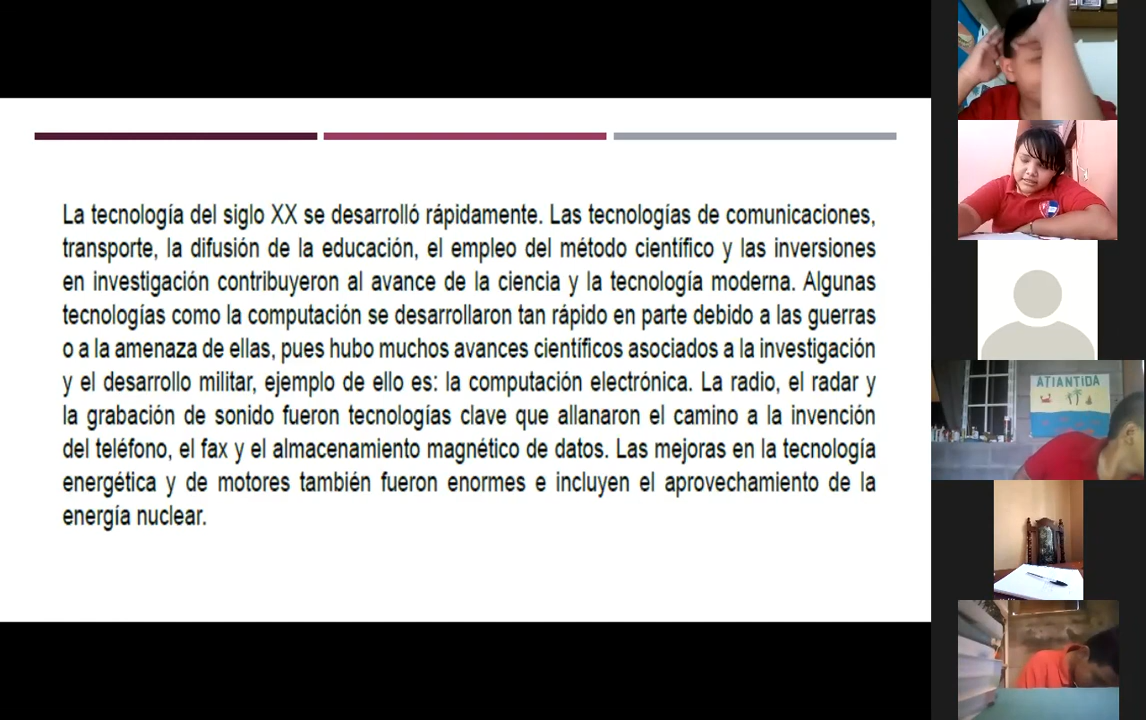 La tecnología del siglo XX se desarrolló rápidamente. Las tecnologías de comunicaciones,
transporte, la difusión de la educación, el empleo del método científico y las inversiones
en investigación contribuyeron al avance de la ciencia y la tecnología moderna. Algunas
tecnologías como la computación se desarrollaron tan rápido en parte debido a las guerras
o a la amenaza de ellas, pues hubo muchos avances científicos asociados a la investigación
y el desarrollo militar, ejemplo de ello es: la computación electrónica. La radio, el radar y
la grabación de sonido fueron tecnologías clave que allanaron el camino a la invención
del teléfono, el fax y el almacenamiento magnético de datos. Las mejoras en la tecnología
energética y de motores también fueron enormes e incluyen el aprovechamiento de la
energía nuclear.
ATLANTIDA